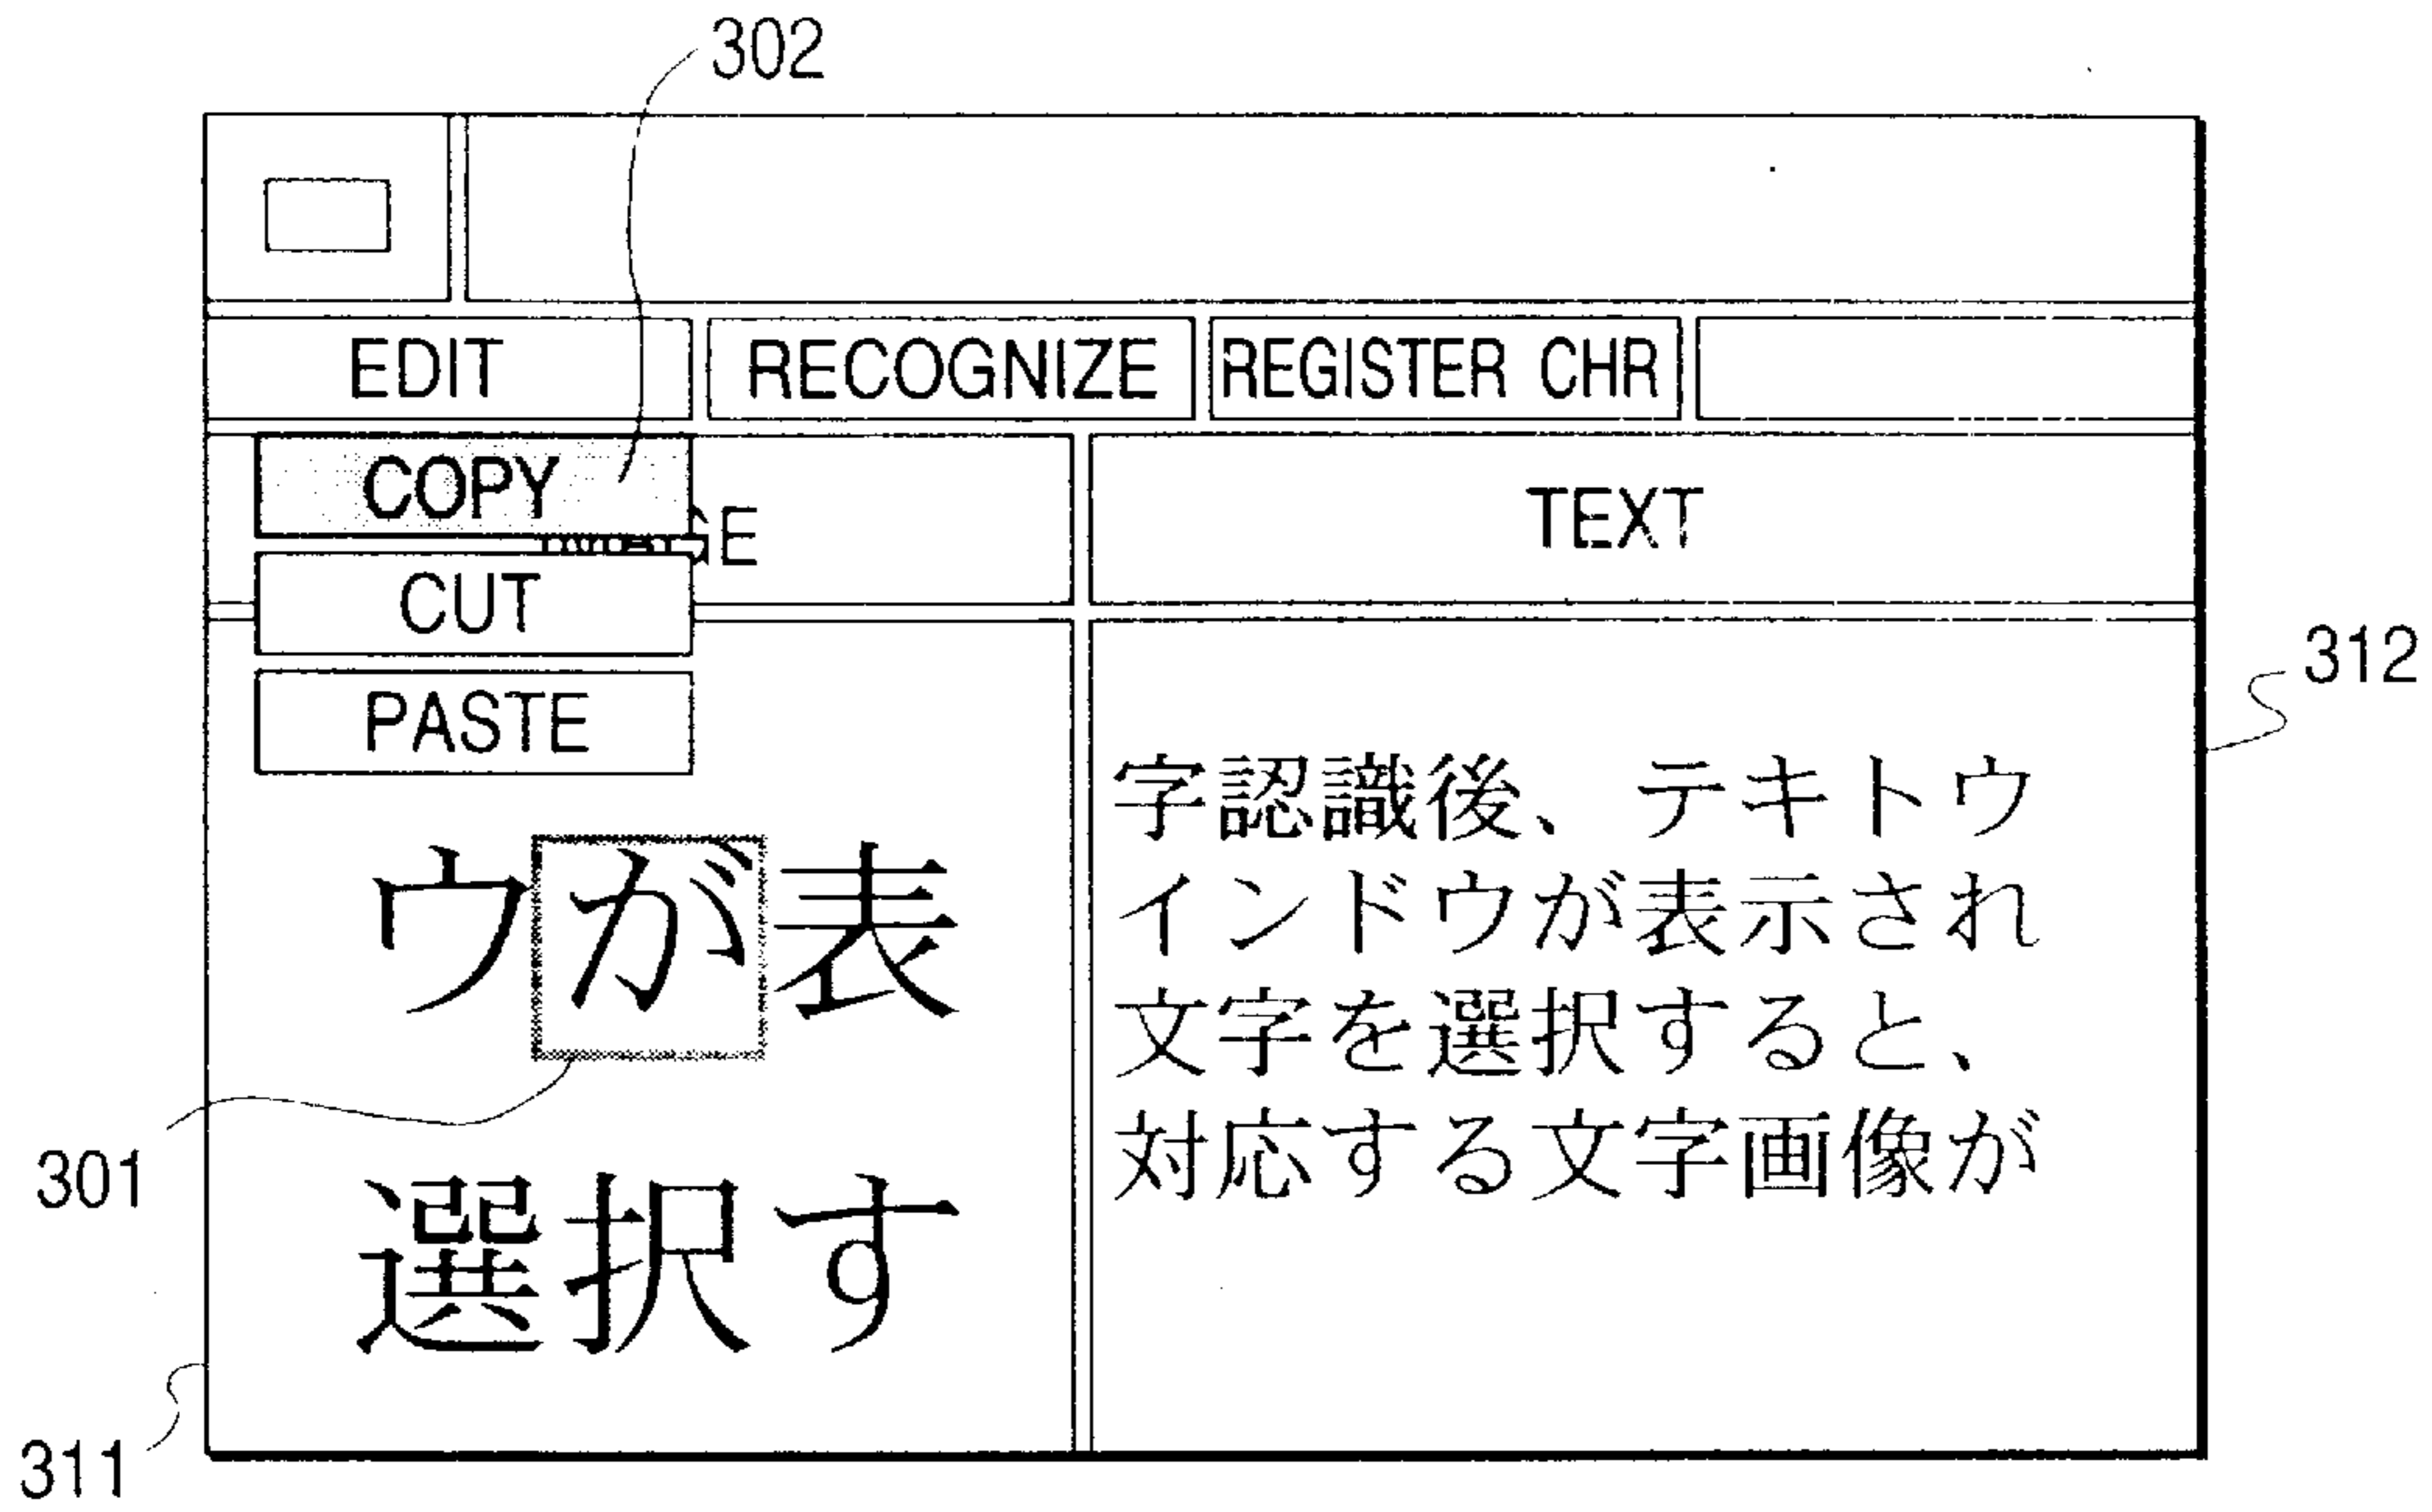 302
EDIT RECOGNIZE REGISTER CHR
COPY
TEXT
CUT
PASTE
312
ウが表
選択す
301
311
字認識後、テキトウ
インドウが表示され
文字を選択すると、
対応する文字画像が